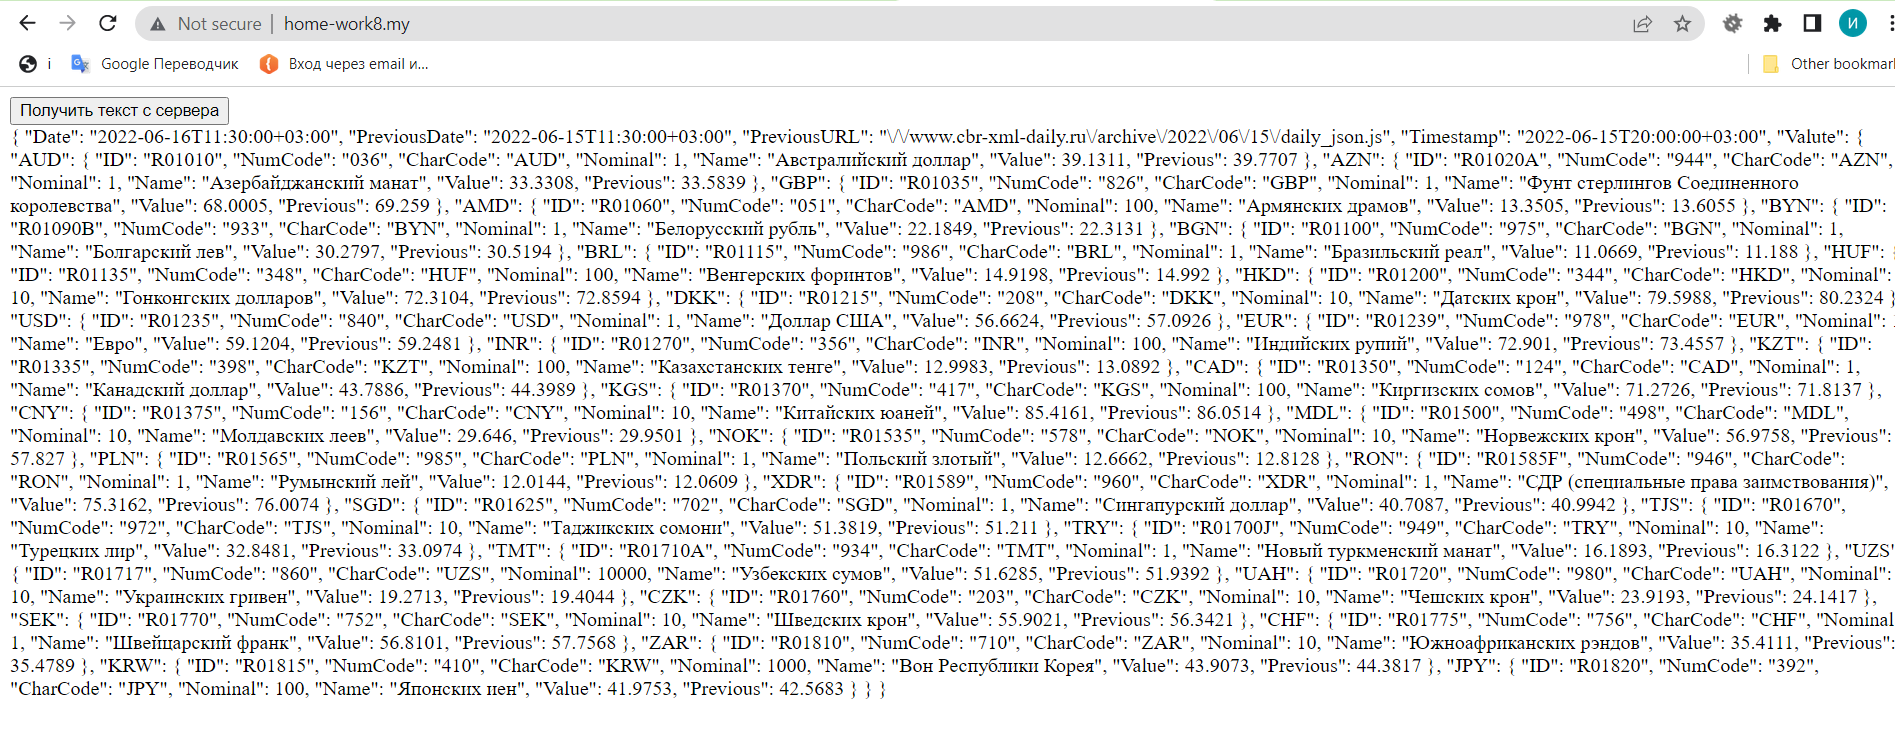 Not secure | home-work8.my
И
i Google Переводчик Вход через email и... Other bookmar
Получить текст с сервера
{ "Date": "2022-06-16T11:30:00+03:00", "PreviousDate": "2022-06-15T11:30:00+03:00", "PreviousURL": "\/\/www.cbr-xml-daily.ru\/archive\/2022\/06\/15\/daily_json.js", "Timestamp": "2022-06-15T20:00:00+03:00", "Valute": {
"AUD": { "ID": "R01010", "NumCode": "036", "CharCode": "AUD", "Nominal": 1, "Name": "Австралийский доллар", "Value": 39.1311, "Previous": 39.7707 }, "AZN": { "ID": "R01020A", "NumCode": "944", "CharCode": "AZN",
"Nominal": 1, "Name": "Азербайджанский манат", "Value": 33.3308, "Previous": 33.5839 }, "GBP": { "ID": "R01035", "NumCode": "826", "CharCode": "GBP", "Nominal": 1, "Name": "Фунт стерлингов Соединенного
королевства", "Value": 68.0005, "Previous": 69.259 }, "AMD": { "ID": "R01060", "NumCode": "051", "CharCode": "AMD", "Nominal": 100, "Name": "Армянских драмов", "Value": 13.3505, "Previous": 13.6055 }, "BYN": { "ID":
"R01090B", "NumCode": "933", "CharCode": "BYN", "Nominal": 1, "Name": "Белорусский рубль", "Value": 22.1849, "Previous": 22.3131 }, "BGN": { "ID": "R01100", "NumCode": "975", "CharCode": "BGN", "Nominal": 1,
"Name": "Болгарский лев", "Value": 30.2797, "Previous": 30.5194 }, "BRL": { "ID": "R01115", "NumCode": "986", "CharCode": "BRL", "Nominal": 1, "Name": "Бразильский реал", "Value": 11.0669, "Previous": 11.188 }, "HUF": {
"ID": "R01135", "NumCode": "348", "CharCode": "HUF", "Nominal": 100, "Name": "Венгерских форинтов", "Value": 14.9198, "Previous": 14.992 }, "HKD": { "ID": "R01200", "NumCode": "344", "CharCode": "HKD", "Nominal":
10, "Name": "Гонконгских долларов", "Value": 72.3104, "Previous": 72.8594 }, "DKK": { "ID": "R01215", "NumCode": "208", "CharCode": "DKK", "Nominal": 10, "Name": "Датских крон", "Value": 79.5988, "Previous": 80.2324 }
"USD": { "ID": "R01235", "NumCode": "840", "CharCode": "USD", "Nominal": 1, "Name": "Доллар США", "Value": 56.6624, "Previous": 57.0926 }, "EUR": { "ID": "R01239", "NumCode": "978", "CharCode": "EUR", "Nominal":
"Name": "Евро", "Value": 59.1204, "Previous": 59.2481 }, "INR": { "ID": "R01270", "NumCode": "356", "CharCode": "INR", "Nominal": 100, "Name": "Индийских рупий", "Value": 72.901, "Previous": 73.4557 }, "KZT": { "ID":
"R01335", "NumCode": "398", "CharCode": "KZT", "Nominal": 100, "Name": "Казахстанских тенге", "Value": 12.9983, "Previous": 13.0892 }, "CAD": { "ID": "R01350", "NumCode": "124", "CharCode": "CAD", "Nominal": 1,
"Name": "Канадский доллар", "Value": 43.7886, "Previous": 44.3989 }, "KGS": { "ID": "R01370", "NumCode": "417", "CharCode": "KGS", "Nominal": 100, "Name": "Киргизских сомов", "Value": 71.2726, "Previous": 71.8137 },
"CNY": { "ID": "R01375", "NumCode": "156", "CharCode": "CNY", "Nominal": 10, "Name": "Китайских юаней", "Value": 85.4161, "Previous": 86.0514 }, "MDL": { "ID": "R01500", "NumCode": "498", "CharCode": "MDL",
"Nominal": 10, "Name": "Молдавских леев", "Value": 29.646, "Previous": 29.9501 }, "NOK": { "ID": "R01535", "NumCode": "578", "CharCode": "NOK", "Nominal": 10, "Name": "Норвежских крон", "Value": 56.9758, "Previous":
57.827 }, "PLN": { "ID": "R01565", "NumCode": "985", "CharCode": "PLN", "Nominal": 1, "Name": "Польский злотый", "Value": 12.6662, "Previous": 12.8128 }, "RON": { "ID": "R01585F", "NumCode": "946", "CharCode":
"RON", "Nominal": 1, "Name": "Румынский лей", "Value": 12.0144, "Previous": 12.0609 }, "XDR": { "ID": "R01589", "NumCode": "960", "CharCode": "XDR", "Nominal": 1, "Name": "СДР (специальные права заимствования)",
"Value": 75.3162, "Previous": 76.0074 }, "SGD": { "ID": "R01625", "NumCode": "702", "CharCode": "SGD", "Nominal": 1, "Name": "Сингапурский доллар", "Value": 40.7087, "Previous": 40.9942 }, "TJS": { "ID": "R01670",
"NumCode": "972", "CharCode": "TJS", "Nominal": 10, "Name": "Таджикских сомони", "Value": 51.3819, "Previous": 51.211 }, "TRY": { "ID": "R01700J", "NumCode": "949", "CharCode": "TRY", "Nominal": 10, "Name":
"Турецких лир", "Value": 32.8481, "Previous": 33.0974 }, "TMT": { "ID": "R01710A", "NumCode": "934", "CharCode": "TMT", "Nominal": 1, "Name": "Новый туркменский манат", "Value": 16.1893, "Previous": 16.3122 }, "UZS"
{ "ID": "R01717", "NumCode": "860", "CharCode": "UZS", "Nominal": 10000, "Name": "Узбекских сумов", "Value": 51.6285, "Previous": 51.9392 }, "UAH": { "ID": "R01720", "NumCode": "980", "CharCode": "UAH", "Nominal":
10, "Name": "Украинских гривен", "Value": 19.2713, "Previous": 19.4044 }, "CZK": { "ID": "R01760", "NumCode": "203", "CharCode": "CZK", "Nominal": 10, "Name": "Чешских крон", "Value": 23.9193, "Previous": 24.1417 },
"SEK": { "ID": "R01770", "NumCode": "752", "CharCode": "SEK", "Nominal": 10, "Name": "Шведских крон", "Value": 55.9021, "Previous": 56.3421 }, "CHF": { "ID": "R01775", "NumCode": "756", "CharCode": "CHF", "Nominal
1, "Name": "Швейцарский франк", "Value": 56.8101, "Previous": 57.7568 }, "ZAR": { "ID": "R01810", "NumCode": "710", "CharCode": "ZAR", "Nominal": 10, "Name": "Южноафриканских рэндов", "Value": 35.4111, "Previous":
35.4789 }, "KRW": { "ID": "R01815", "NumCode": "410", "CharCode": "KRW", "Nominal": 1000, "Name": "Вон Республики Корея", "Value": 43.9073, "Previous": 44.3817 }, "JPY": { "ID": "R01820", "NumCode": "392",
"CharCode": "JPY", "Nominal": 100, "Name": "Японских иен", "Value": 41.9753, "Previous": 42.5683 } } }